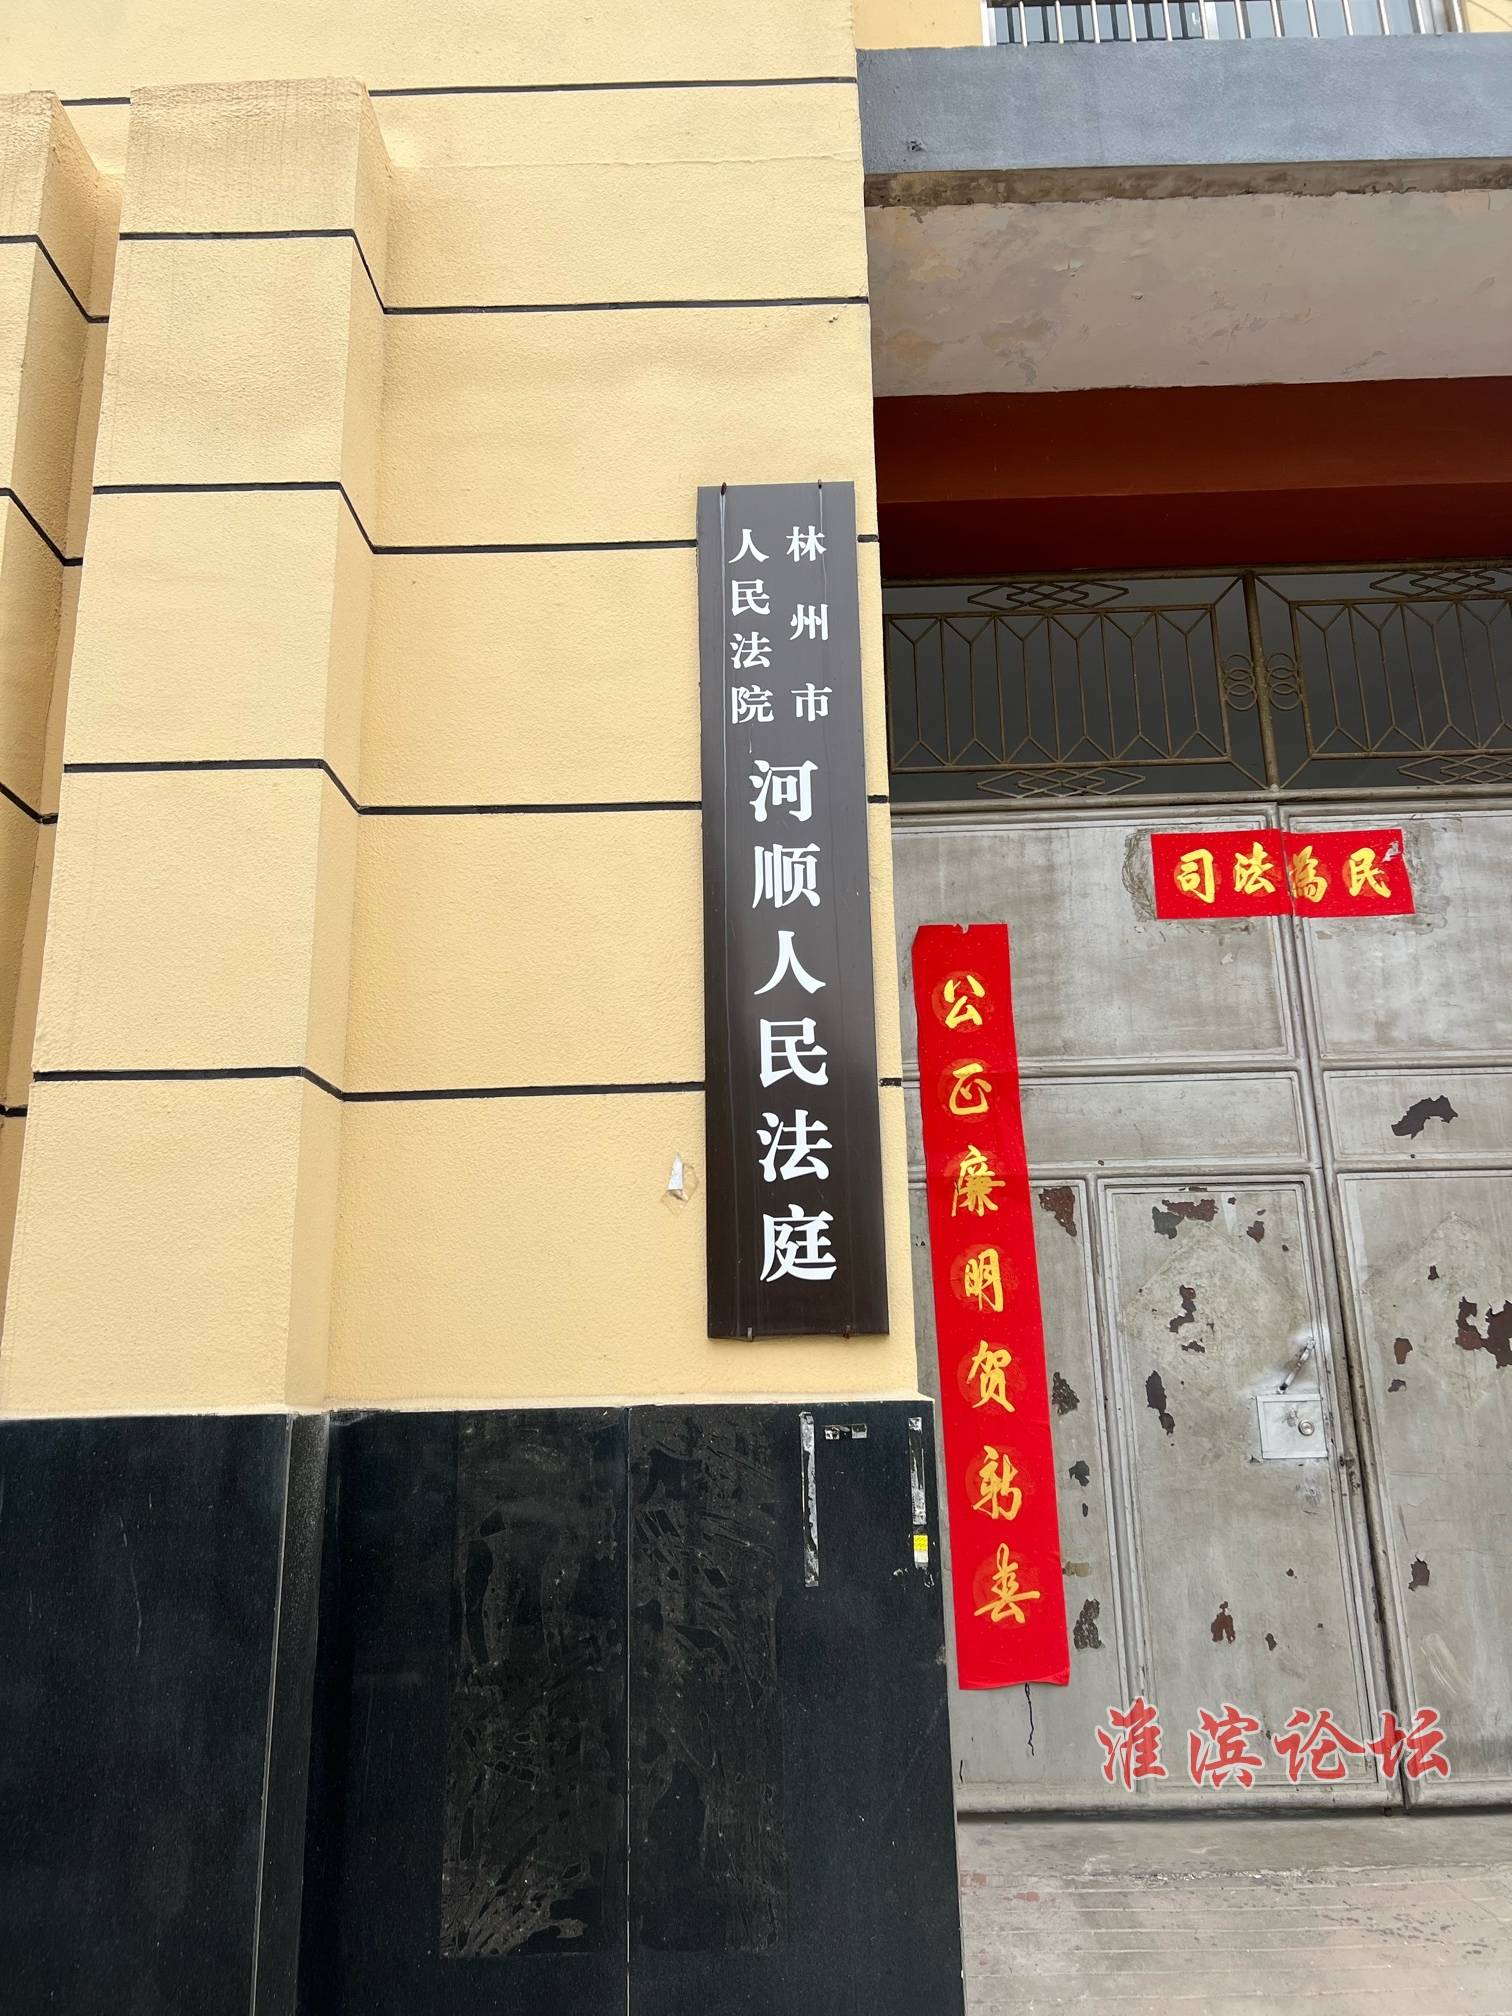 林州市
人民法院
河顺人民法庭
司法為民
公正廉明贺新春
淮滨论坛